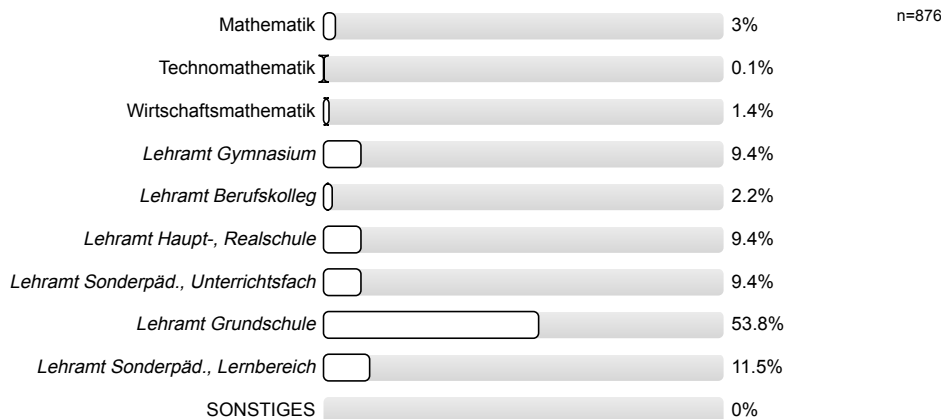 Mathematik 3% n=876
Technomathematik 0.1%
Wirtschaftsmathematik 1.4%
Lehramt Gymnasium 9.4%
Lehramt Berufskolleg 2.2%
Lehramt Haupt-, Realschule 9.4%
Lehramt Sonderpäd., Unterrichtsfach 9.4%
Lehramt Grundschule 53.8%
Lehramt Sonderpäd., Lernbereich 11.5%
SONSTIGES 0%